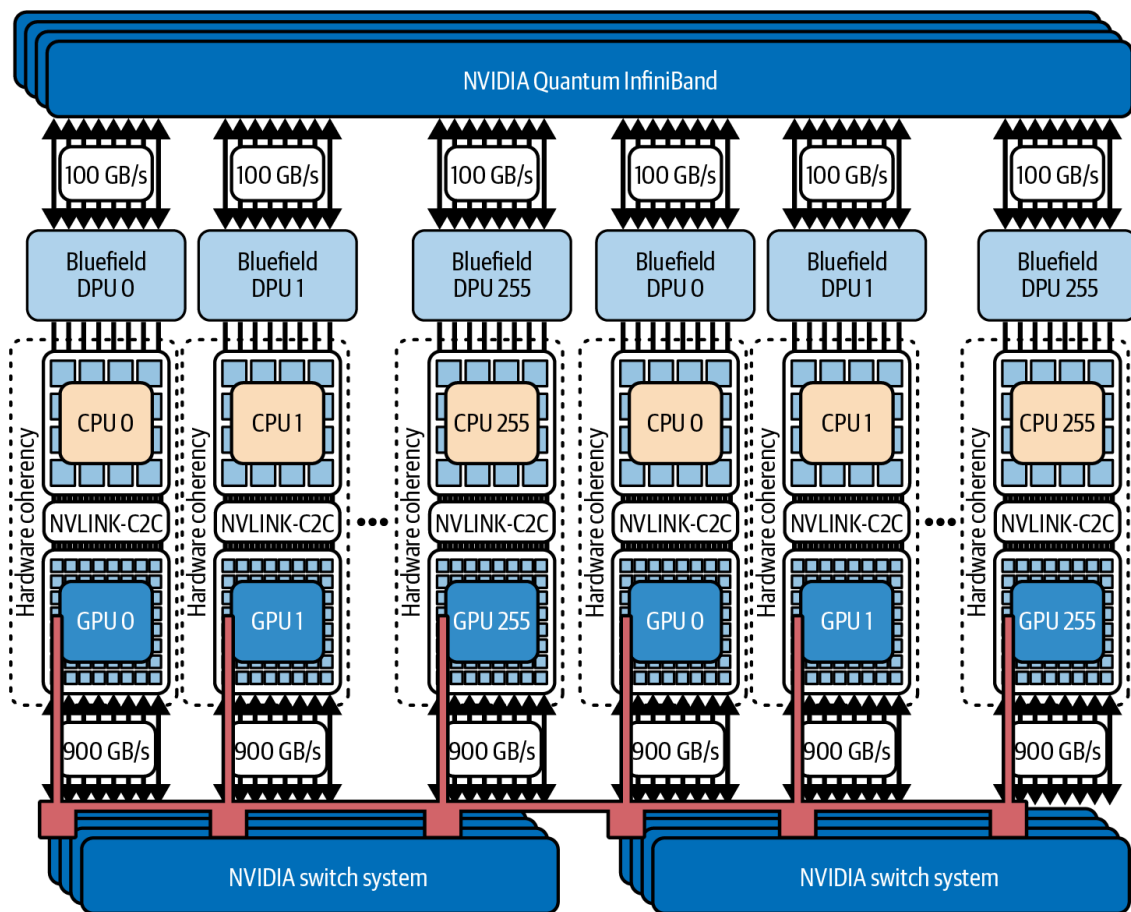 NVIDIA Quantum InfiniBand
100 GB/s
100 GB/s
100 GB/s
100 GB/s
100 GB/s
100 GB/s
Bluefield
DPU 0
Bluefield
DPU 1
Bluefield
DPU 255
Bluefield
DPU 0
Bluefield
DPU 1
Bluefield
DPU 255
Hardware coherency
CPU 0
NVLINK-C2C
GPU 0
Hardware coherency
CPU 1
NVLINK-C2C
GPU 1
•••
Hardware coherency
CPU 255
NVLINK-C2C
GPU 255
Hardware coherency
CPU 0
NVLINK-C2C
GPU 0
Hardware coherency
CPU 1
NVLINK-C2C
GPU 1
•••
Hardware coherency
CPU 255
NVLINK-C2C
GPU 255
900 GB/s
900 GB/s
900 GB/s
900 GB/s
900 GB/s
900 GB/s
NVIDIA switch system
NVIDIA switch system